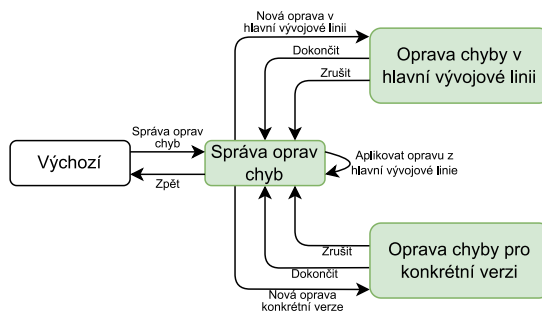 Nová oprava v
hlavní vývojové linii
Dokončit
Zrušit
Oprava chyby v
hlavní vývojové linii
Správa oprav
chyb
Výchozí
Zpět
Správa oprav
chyb
Aplikovat opravu z
hlavní vývojové linie
Zrušit
Dokončit
Oprava chyby pro
konkrétní verzi
Nová oprava
konkrétní verze